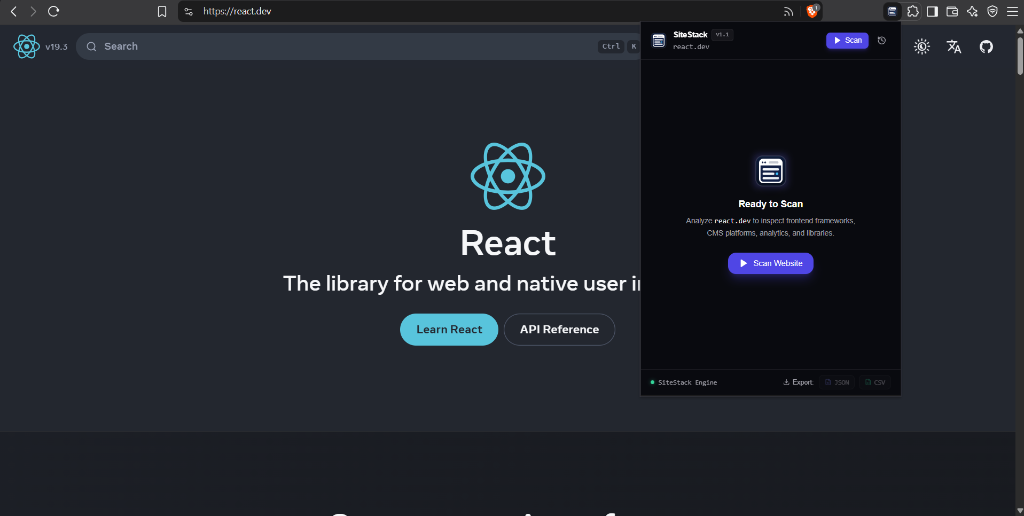 https://react.dev
1
v19.3
Search
Ctrl K
SiteStack v1.1
react.dev
Scan
React
The library for web and native user i
Learn React
API Reference
Ready to Scan
Analyze react.dev to inspect frontend frameworks,
CMS platforms, analytics, and libraries.
Scan Website
SiteStack Engine
Export
JSON
CSV